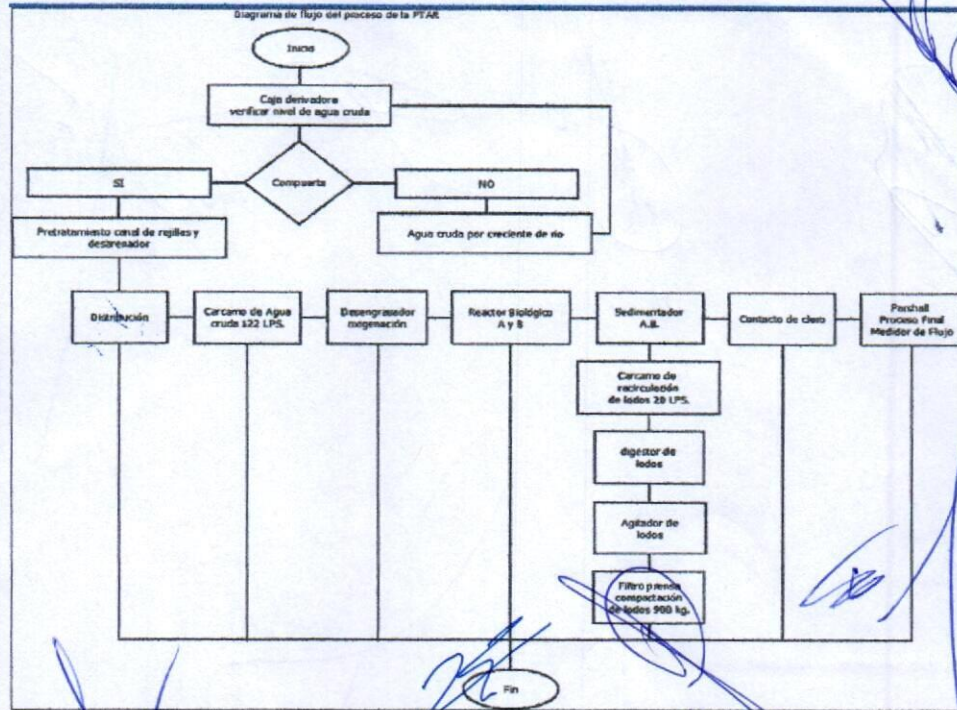 Diagrama de flujo del proceso de la PTAR
Inicio
Caja derivadora
verificar nivel de agua cruda
Compuerta
SI
NO
Pretratamiento canal de rejillas y
desarenador
Agua cruda por creciente de rio
Distribución
Carcamo de Agua
cruda 122 LPS.
Desengrasador
oxigenación
Reactor Biológico
A y B
Sedimentador
A.B.
Contacto de cloro
Parshall
Proceso Final
Medidor de Flujo
Carcamo de
recirculación
de lodos 28 LPS.
digestor de
lodos
Agitador de
lodos
Filtro prensa
compactación
de lodos 900 kg.
Fin